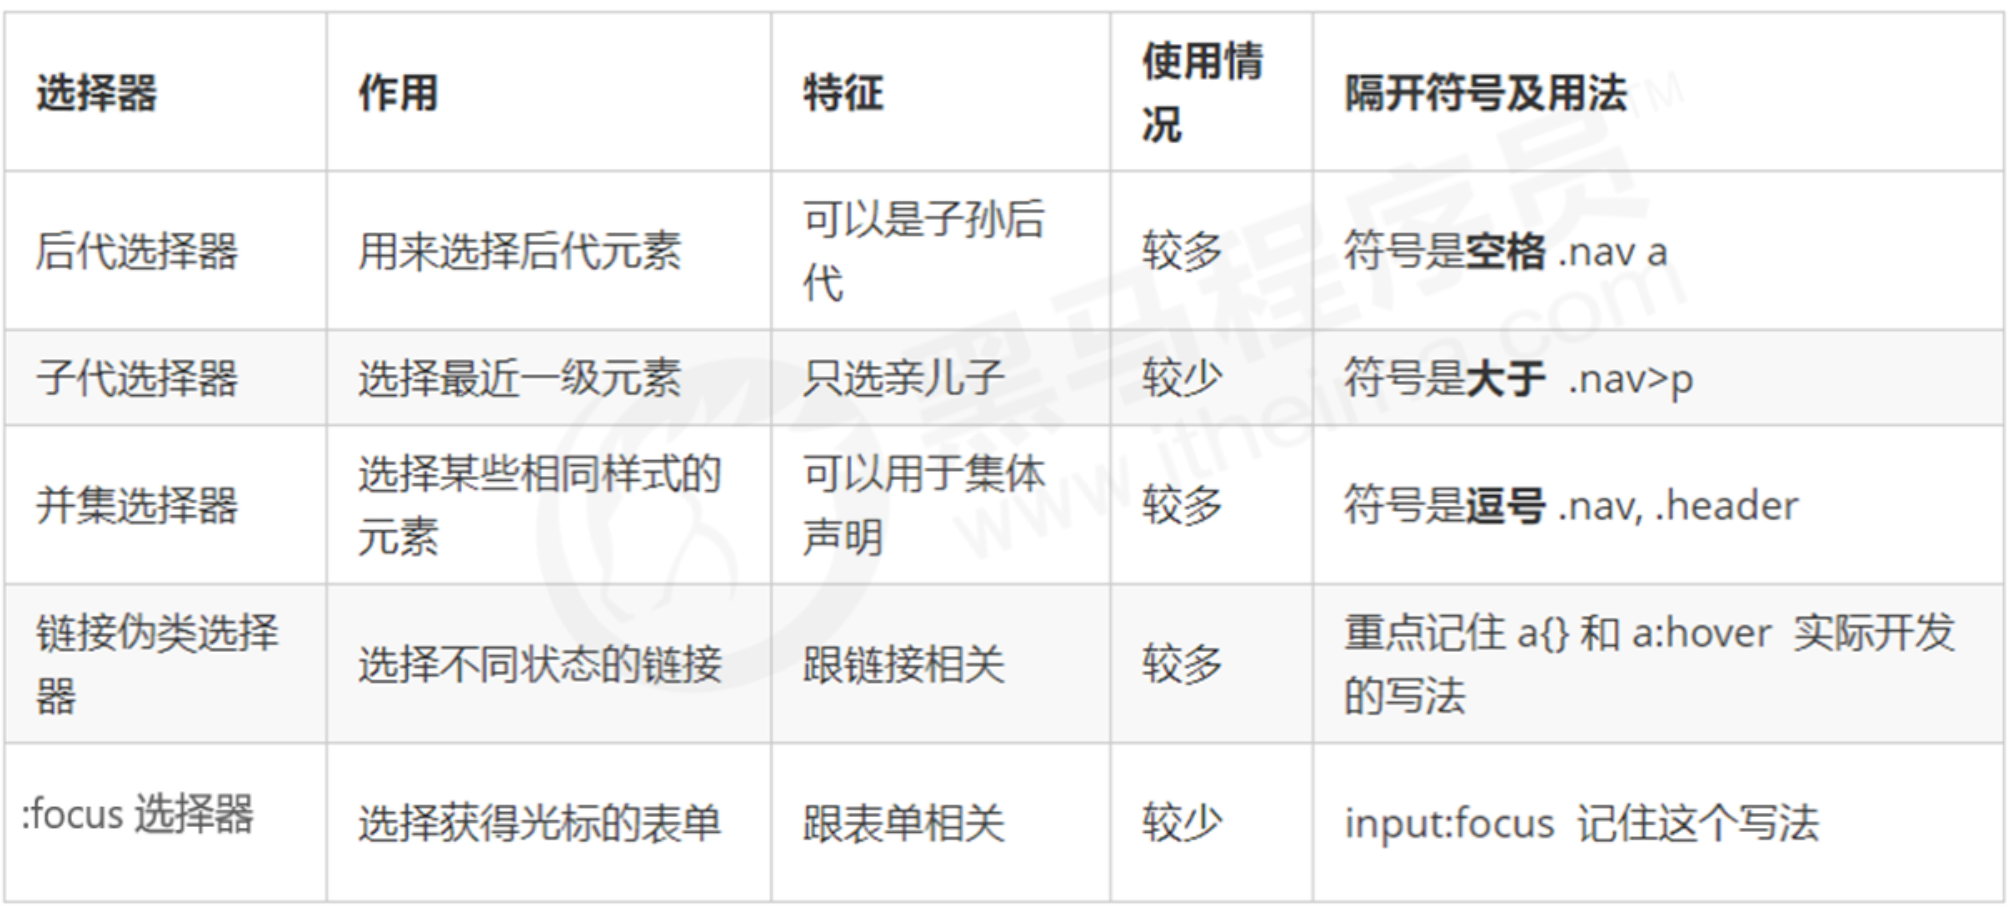 选择器 作用 特征 使用情况 隔开符号及用法
后代选择器 用来选择后代元素 可以是子孙后代 较多 符号是空格 .nav a
子代选择器 选择最近一级元素 只选亲儿子 较少 符号是大于 .nav>p
并集选择器 选择某些相同样式的元素 可以用于集体声明 较多 符号是逗号 .nav, .header
链接伪类选择器 选择不同状态的链接 跟链接相关 较多 重点记住 a{} 和 a:hover 实际开发的写法
:focus 选择器 选择获得光标的表单 跟表单相关 较少 input:focus 记住这个写法
黑马程序员™
www.itheima.com